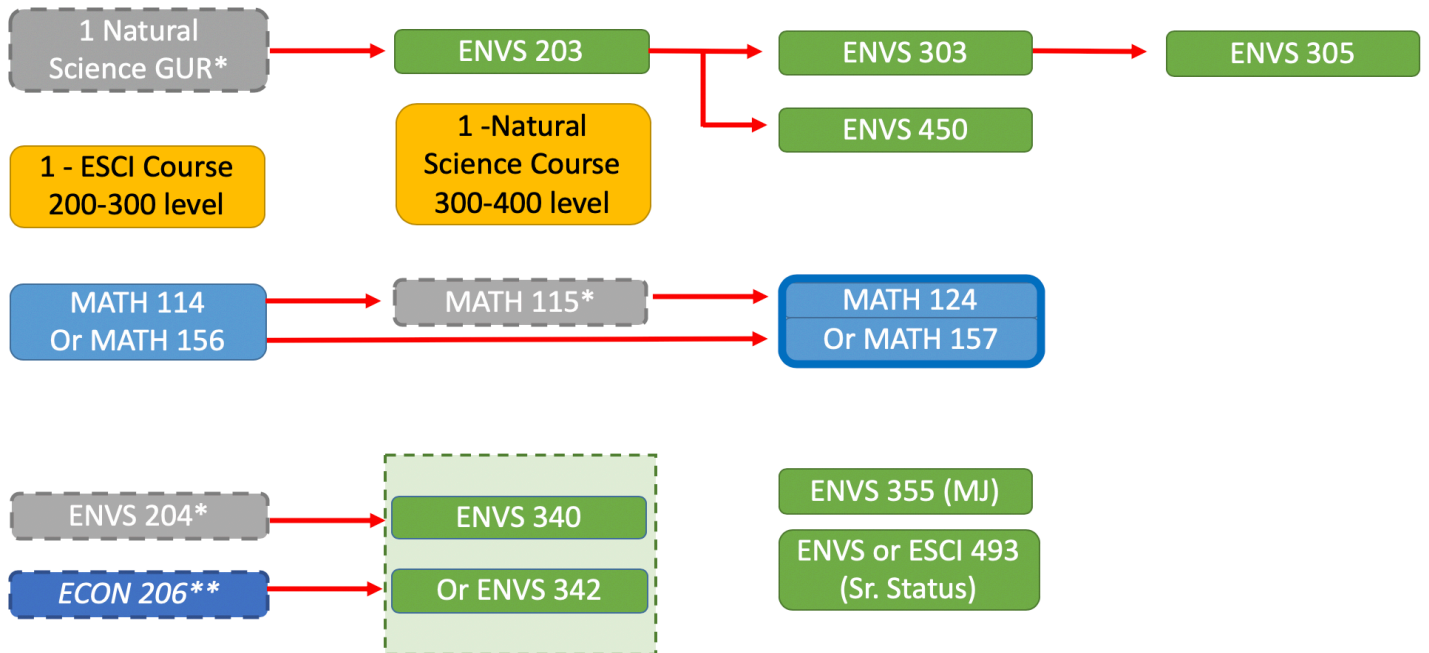 1 Natural
Science GUR*
ENVS 203
ENVS 303
ENVS 305
ENVS 450
1 - ESCI Course
200-300 level
1 -Natural
Science Course
300-400 level
MATH 114
Or MATH 156
MATH 115*
MATH 124
Or MATH 157
ENVS 204*
ENVS 340
ENVS 355 (MJ)
ECON 206**
Or ENVS 342
ENVS or ESCI 493
(Sr. Status)